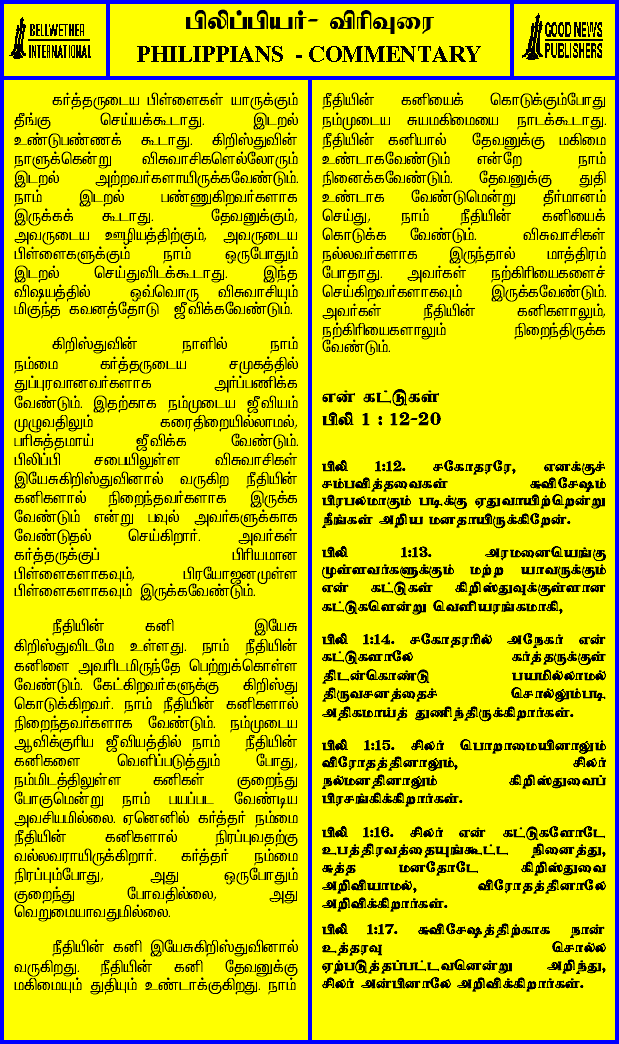 BELLWETHER
INTERNATIONAL
பிலிப்பியர்- விரிவுரை
PHILIPPIANS - COMMENTARY
GOOD NEWS
PUBLISHERS
கர்த்தருடைய பிள்ளைகள் யாருக்கும்
தீங்கு செய்யக்கூடாது. இடறல்
உண்டுபண்ணக் கூடாது. கிறிஸ்துவின்
நாளுக்கென்று விசுவாசிகளெல்லோரும்
இடறல் அற்றவர்களாயிருக்கவேண்டும்.
நாம் இடறல் பண்ணுகிறவர்களாக
இருக்கக் கூடாது. தேவனுக்கும்,
அவருடைய ஊழியத்திற்கும், அவருடைய
பிள்ளைகளுக்கும் நாம் ஒருபோதும்
இடறல் செய்துவிடக்கூடாது. இந்த
விஷயத்தில் ஒவ்வொரு விசுவாசியும்
மிகுந்த கவனத்தோடு ஜீவிக்கவேண்டும்.
கிறிஸ்துவின் நாளில் நாம்
நம்மை கர்த்தருடைய சமுகத்தில்
துப்புரவானவர்களாக அர்ப்பணிக்க
வேண்டும். இதற்காக நம்முடைய ஜீவியம்
முழுவதிலும் கரைதிறையில்லாமல்,
பரிசுத்தமாய் ஜீவிக்க வேண்டும்.
பிலிப்பி சபையிலுள்ள விசுவாசிகள்
இயேசுகிறிஸ்துவினால் வருகிற நீதியின்
கனிகளால் நிறைந்தவர்களாக இருக்க
வேண்டும் என்று பவுல் அவர்களுக்காக
வேண்டுதல் செய்கிறார். அவர்கள்
கர்த்தருக்குப் பிரியமான
பிள்ளைகளாகவும், பிரயோஜனமுள்ள
பிள்ளைகளாகவும் இருக்கவேண்டும்.
நீதியின் கனி இயேசு
கிறிஸ்துவிடமே உள்ளது. நாம் நீதியின்
கனிளை அவரிடமிருந்தே பெற்றுக்கொள்ள
வேண்டும். கேட்கிறவர்களுக்கு கிறிஸ்து
கொடுக்கிறவர். நாம் நீதியின் கனிகளால்
நிறைந்தவர்களாக வேண்டும். நம்முடைய
ஆவிக்குரிய ஜீவியத்தில் நாம் நீதியின்
கனிகளை வெளிப்படுத்தும் போது,
நம்மிடத்திலுள்ள கனிகள் குறைந்து
போகுமென்று நாம் பயப்பட வேண்டிய
அவசியமில்லை. ஏனெனில் கர்த்தர் நம்மை
நீதியின் கனிகளால் நிரப்புவதற்கு
வல்லவராயிருக்கிறார். கர்த்தர் நம்மை
நிரப்பும்போது, அது ஒருபோதும்
குறைந்து போவதில்லை, அது
வெறுமையாவதுமில்லை.
நீதியின் கனி இயேசுகிறிஸ்துவினால்
வருகிறது. நீதியின் கனி தேவனுக்கு
மகிமையும் துதியும் உண்டாக்குகிறது. நாம்
நீதியின் கனியைக் கொடுக்கும்போது
நம்முடைய சுயமகிமையை நாடக்கூடாது.
நீதியின் கனியால் தேவனுக்கு மகிமை
உண்டாகவேண்டும் என்றே நாம்
நினைக்கவேண்டும். தேவனுக்கு துதி
உண்டாக வேண்டுமென்று தீர்மானம்
செய்து, நாம் நீதியின் கனியைக்
கொடுக்க வேண்டும். விசுவாசிகள்
நல்லவர்களாக இருந்தால் மாத்திரம்
போதாது. அவர்கள் நற்கிரியைகளைச்
செய்கிறவர்களாகவும் இருக்கவேண்டும்.
அவர்கள் நீதியின் கனிகளாலும்,
நற்கிரியைகளாலும் நிறைந்திருக்க
வேண்டும்.
என் கட்டுகள்
பிலி 1 : 12-20
பிலி 1:12. சகோதரரே, எனக்குச்
சம்பவித்தவைகள் சுவிசேஷம்
பிரபலமாகும் படிக்கு ஏதுவாயிற்றென்று
நீங்கள் அறிய மனதாயிருக்கிறேன்.
பிலி 1:13. அரமனையெங்கு
முள்ளவர்களுக்கும் மற்ற யாவருக்கும்
என் கட்டுகள் கிறிஸ்துவுக்குள்ளான
கட்டுகளென்று வெளியரங்கமாகி,
பிலி 1:14. சகோதரரில் அநேகர் என்
கட்டுகளாலே கர்த்தருக்குள்
திடன்கொண்டு பயமில்லாமல்
திருவசனத்தைச் சொல்லும்படி
அதிகமாய்த் துணிந்திருக்கிறார்கள்.
பிலி 1:15. சிலர் பொறாமையினாலும்
விரோதத்தினாலும், சிலர்
நல்மனதினாலும் கிறிஸ்துவைப்
பிரசங்கிக்கிறார்கள்.
பிலி 1:16. சிலர் என் கட்டுகளோடே
உபத்திரவத்தையுங்கூட்ட நினைத்து,
சுத்த மனதோடே கிறிஸ்துவை
அறிவியாமல், விரோதத்தினாலே
அறிவிக்கிறார்கள்.
பிலி 1:17. சுவிசேஷத்திற்காக நான்
உத்தரவு சொல்ல
ஏற்படுத்தப்பட்டவனென்று அறிந்து,
சிலர் அன்பினாலே அறிவிக்கிறார்கள்.